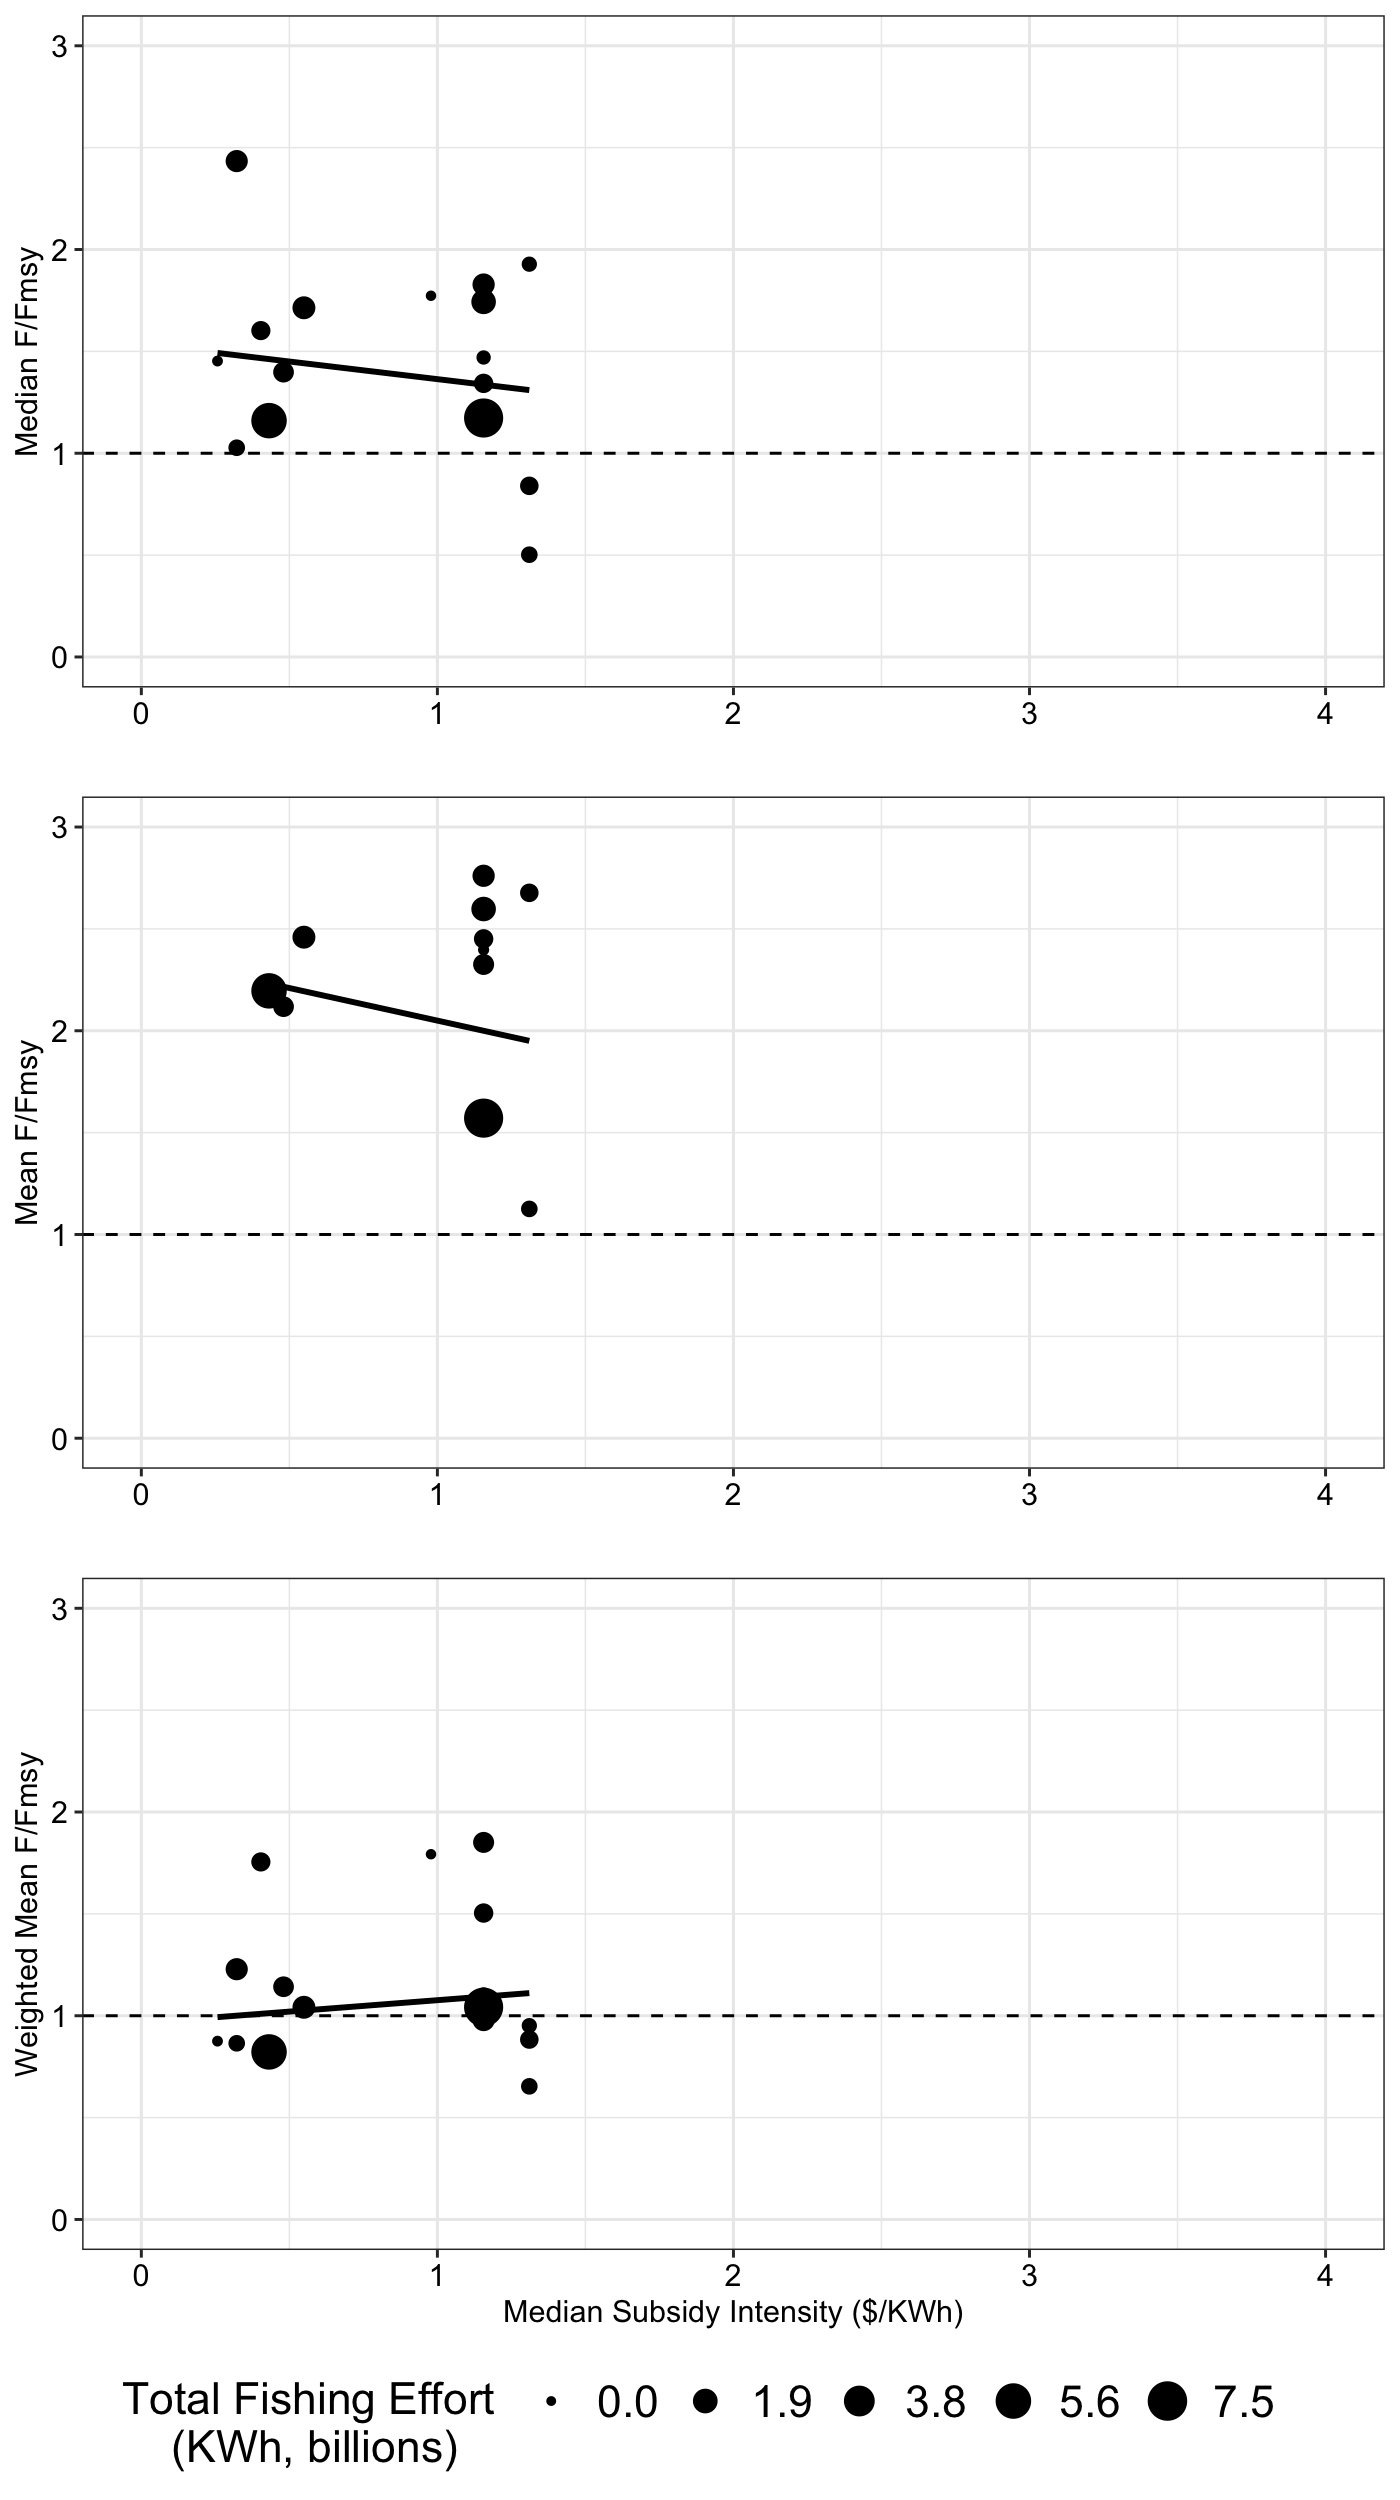 Median F/Fmsy
3
2
1
0
0 1 2 3 4
Mean F/Fmsy
3
2
1
0
0 1 2 3 4
Weighted Mean F/Fmsy
3
2
1
0
0 1 2 3 4
Median Subsidy Intensity ($/KWh)
Total Fishing Effort
(KWh, billions)
0.0 1.9 3.8 5.6 7.5